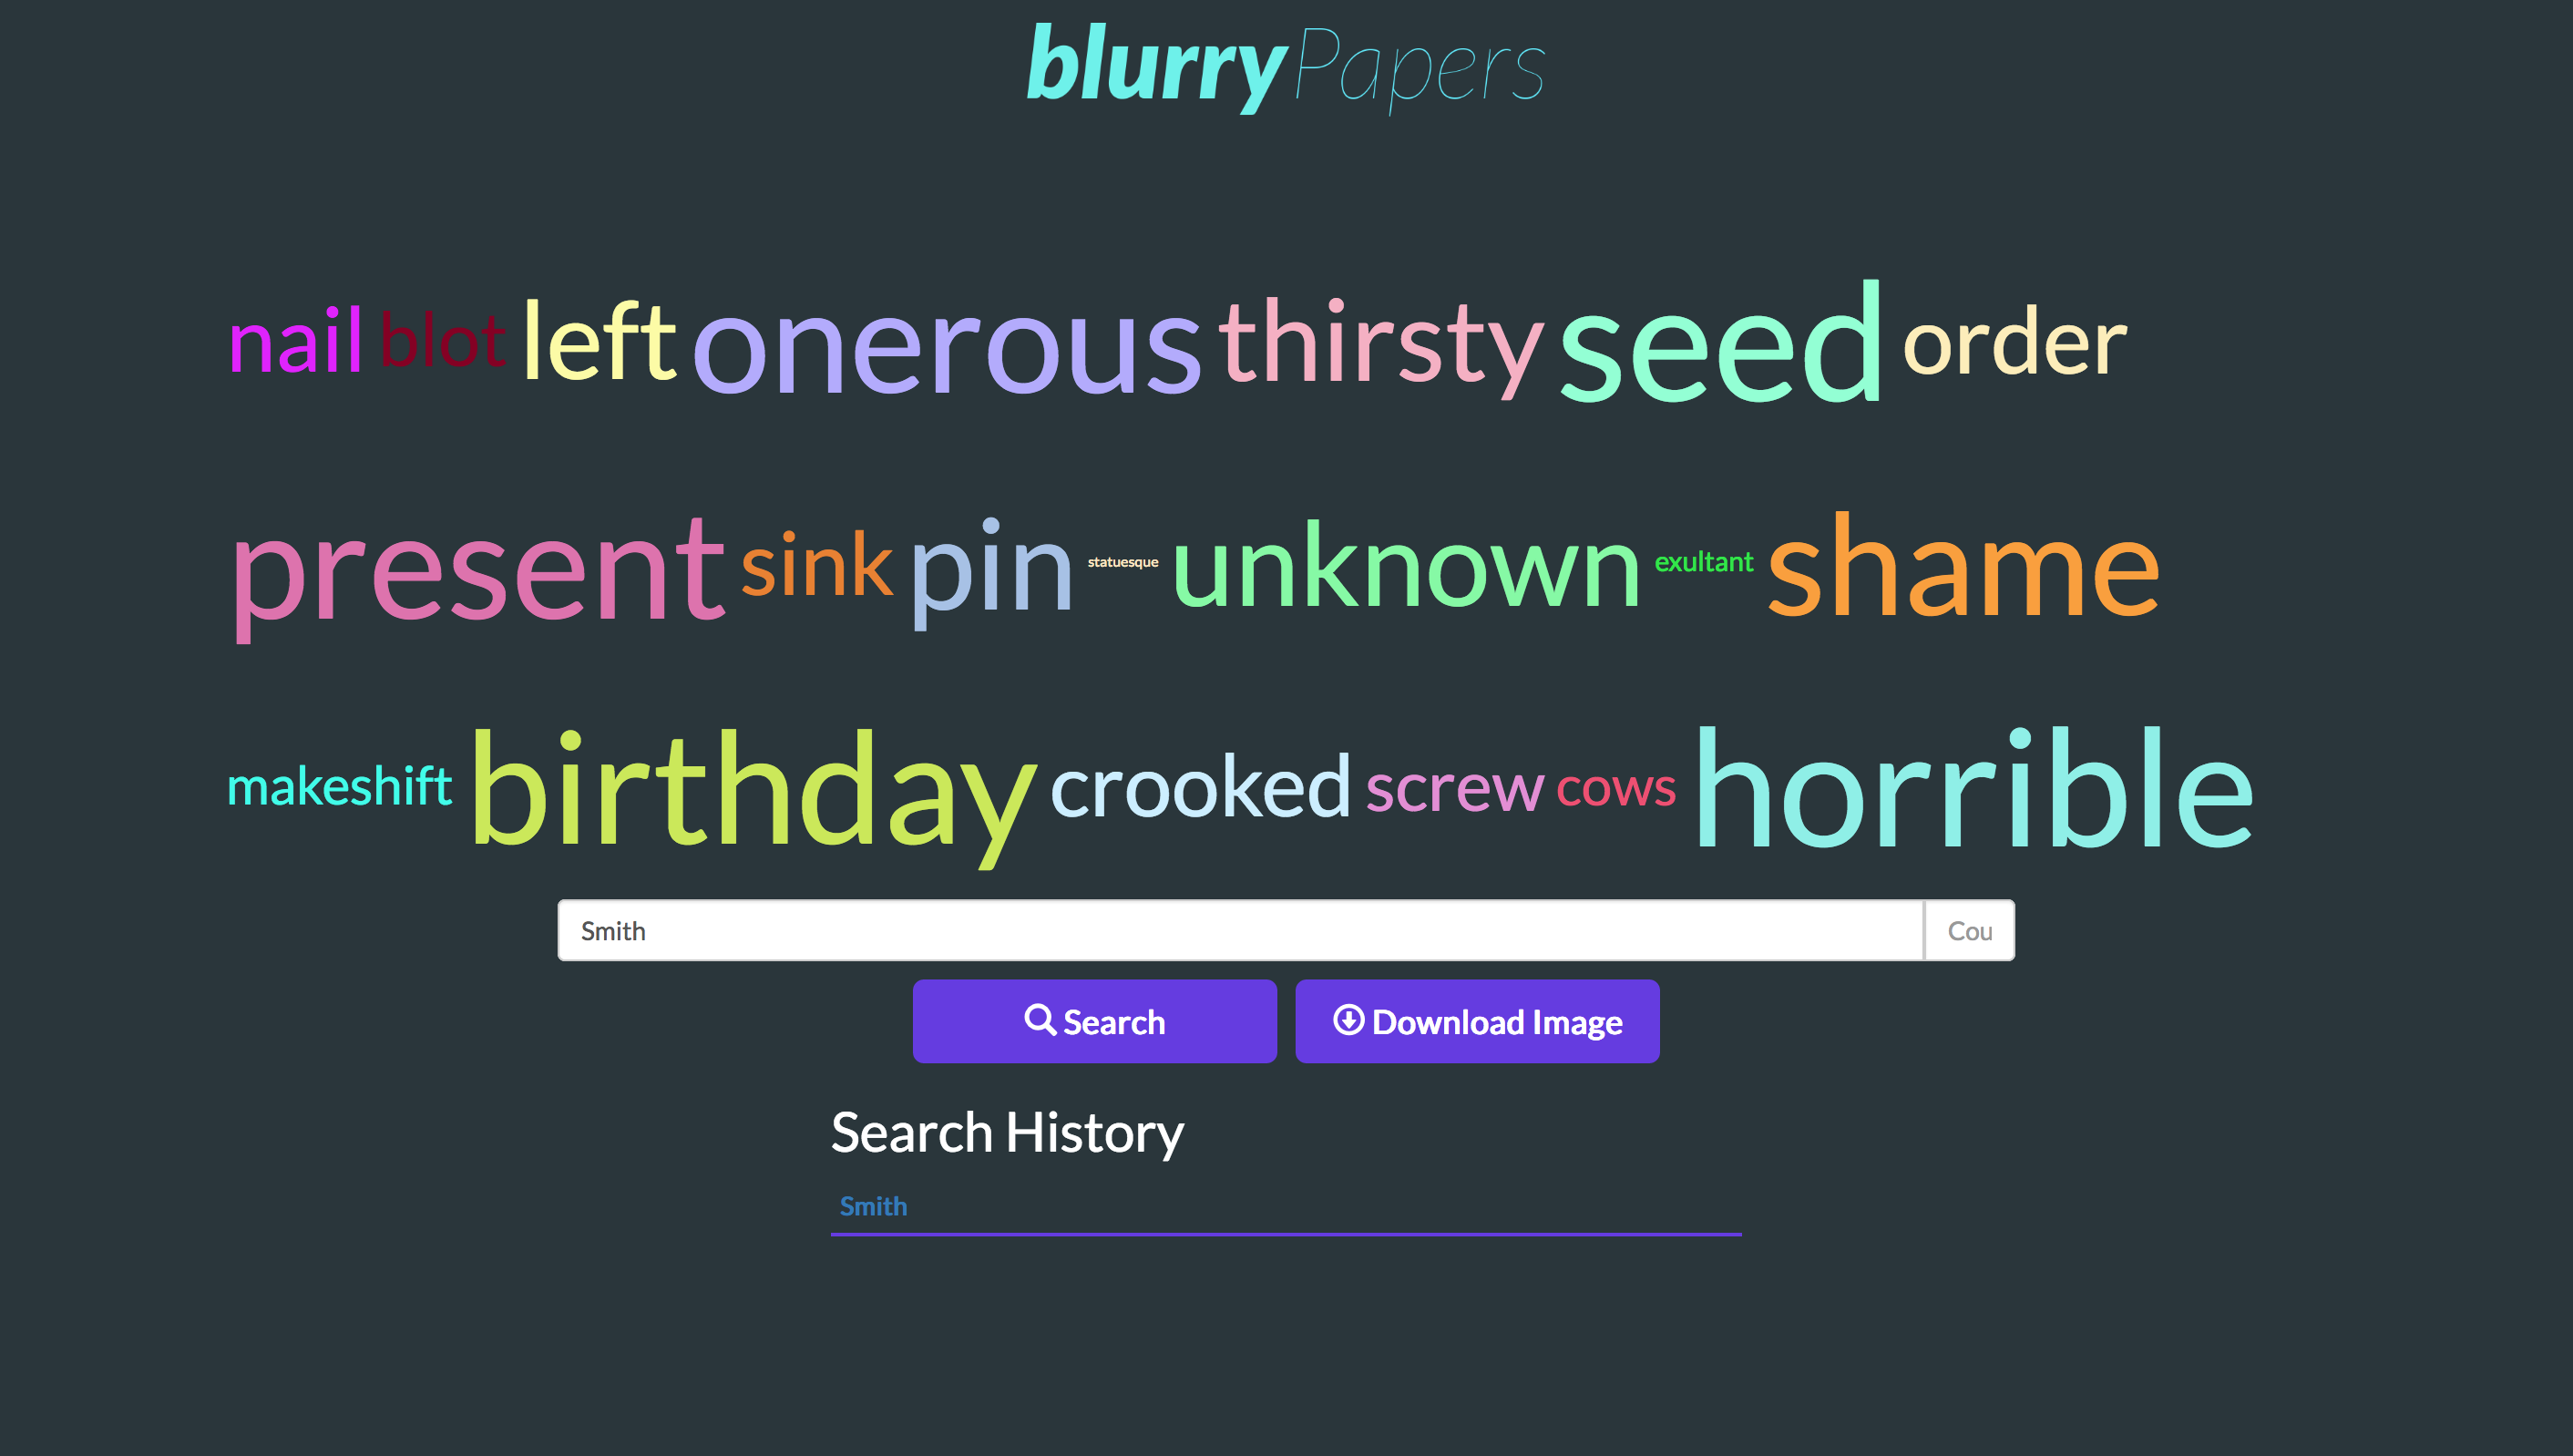 blurryPapers
nail blot left onerous thirsty seed order
present sink pin statuesque unknown exultant shame
makeshift birthday crooked screw cows horrible
Smith Cou
Search Download Image
Search History
Smith